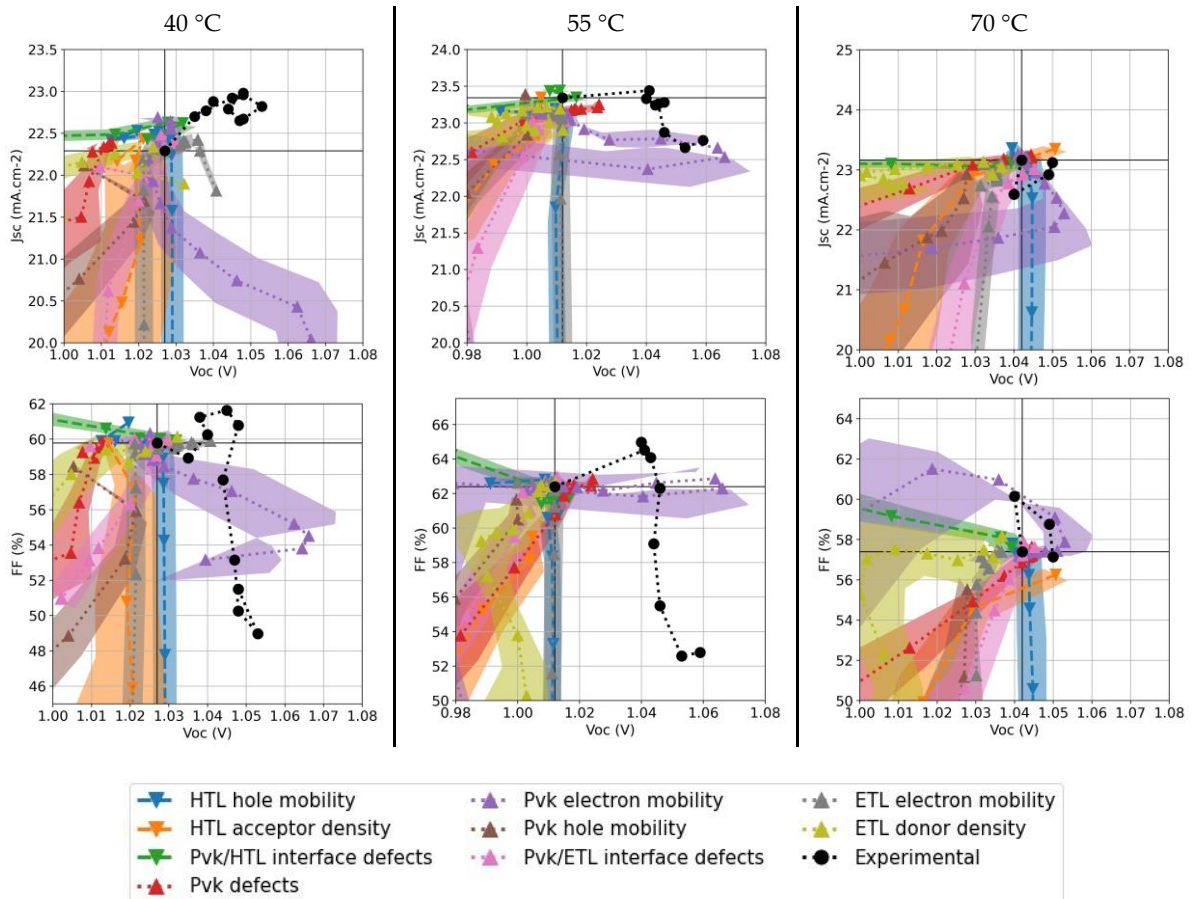 40 °C
55 °C
70 °C
23.5
23.0
22.5
22.0
21.5
21.0
20.5
20.0
Jsc (mA.cm-2)
1.00 1.01 1.02 1.03 1.04 1.05 1.06 1.07 1.08
Voc (V)
24.0
23.5
23.0
22.5
22.0
21.5
21.0
20.5
20.0
Jsc (mA.cm-2)
0.98 1.00 1.02 1.04 1.06 1.08
Voc (V)
25
24
23
22
21
20
Jsc (mA.cm-2)
1.00 1.01 1.02 1.03 1.04 1.05 1.06 1.07 1.08
Voc (V)
62
60
58
56
54
52
50
48
46
FF (%)
1.00 1.01 1.02 1.03 1.04 1.05 1.06 1.07 1.08
Voc (V)
66
64
62
60
58
56
54
52
50
FF (%)
0.98 1.00 1.02 1.04 1.06 1.08
Voc (V)
64
62
60
58
56
54
52
50
FF (%)
1.00 1.01 1.02 1.03 1.04 1.05 1.06 1.07 1.08
Voc (V)
HTL hole mobility
HTL acceptor density
Pvk/HTL interface defects
Pvk defects
Pvk electron mobility
Pvk hole mobility
Pvk/ETL interface defects
ETL electron mobility
ETL donor density
Experimental